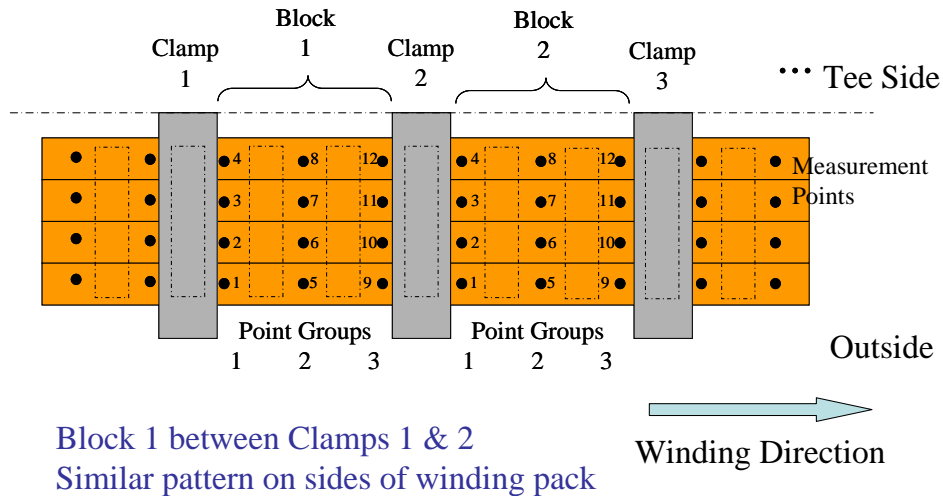 Block
1
Block
2
Clamp
1
Clamp
2
Clamp
3
... Tee Side
4 8 12 4 8 12
Measurement
Points
3 7 11 3 7 11
2 6 10 2 6 10
1 5 9 1 5 9
Point Groups
1 2 3
Point Groups
1 2 3
Outside
Winding Direction
Block 1 between Clamps 1 & 2
Similar pattern on sides of winding pack